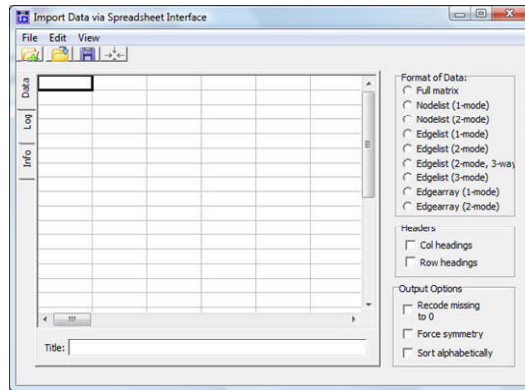 Import Data via Spreadsheet Interface
File Edit View
Data
Log
Info
Format of Data:
Full matrix
Nodelist (1-mode)
Nodelist (2-mode)
Edgelist (1-mode)
Edgelist (2-mode)
Edgelist (2-mode, 3-way
Edgelist (3-mode)
Edgearray (1-mode)
Edgearray (2-mode)
Headers
Col headings
Row headings
Output Options
Recode missing
to 0
Force symmetry
Sort alphabetically
Title: